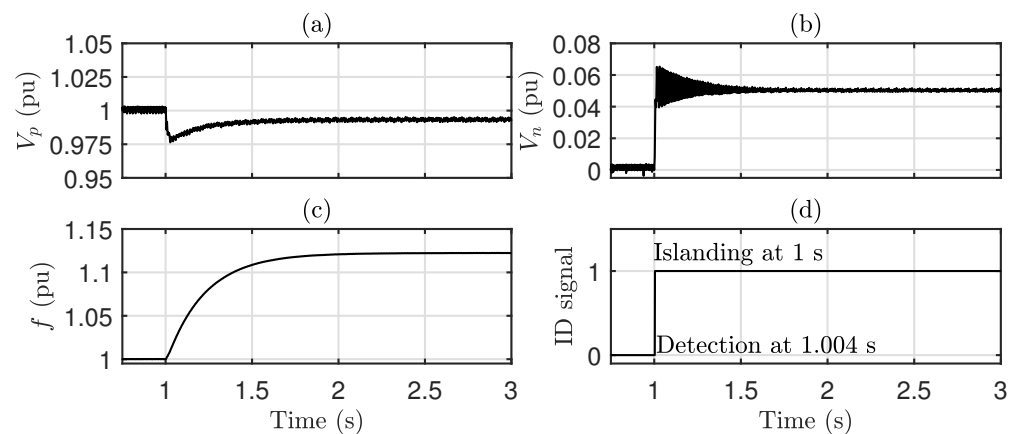 (a)
1.05
1.025
1
0.975
0.95
V_p (pu)
(b)
0.08
0.06
0.04
0.02
0
V_n (pu)
(c)
1.15
1.1
1.05
1
f (pu)
1 1.5 2 2.5 3
Time (s)
(d)
1
0
ID signal
Islanding at 1 s
Detection at 1.004 s
1 1.5 2 2.5 3
Time (s)